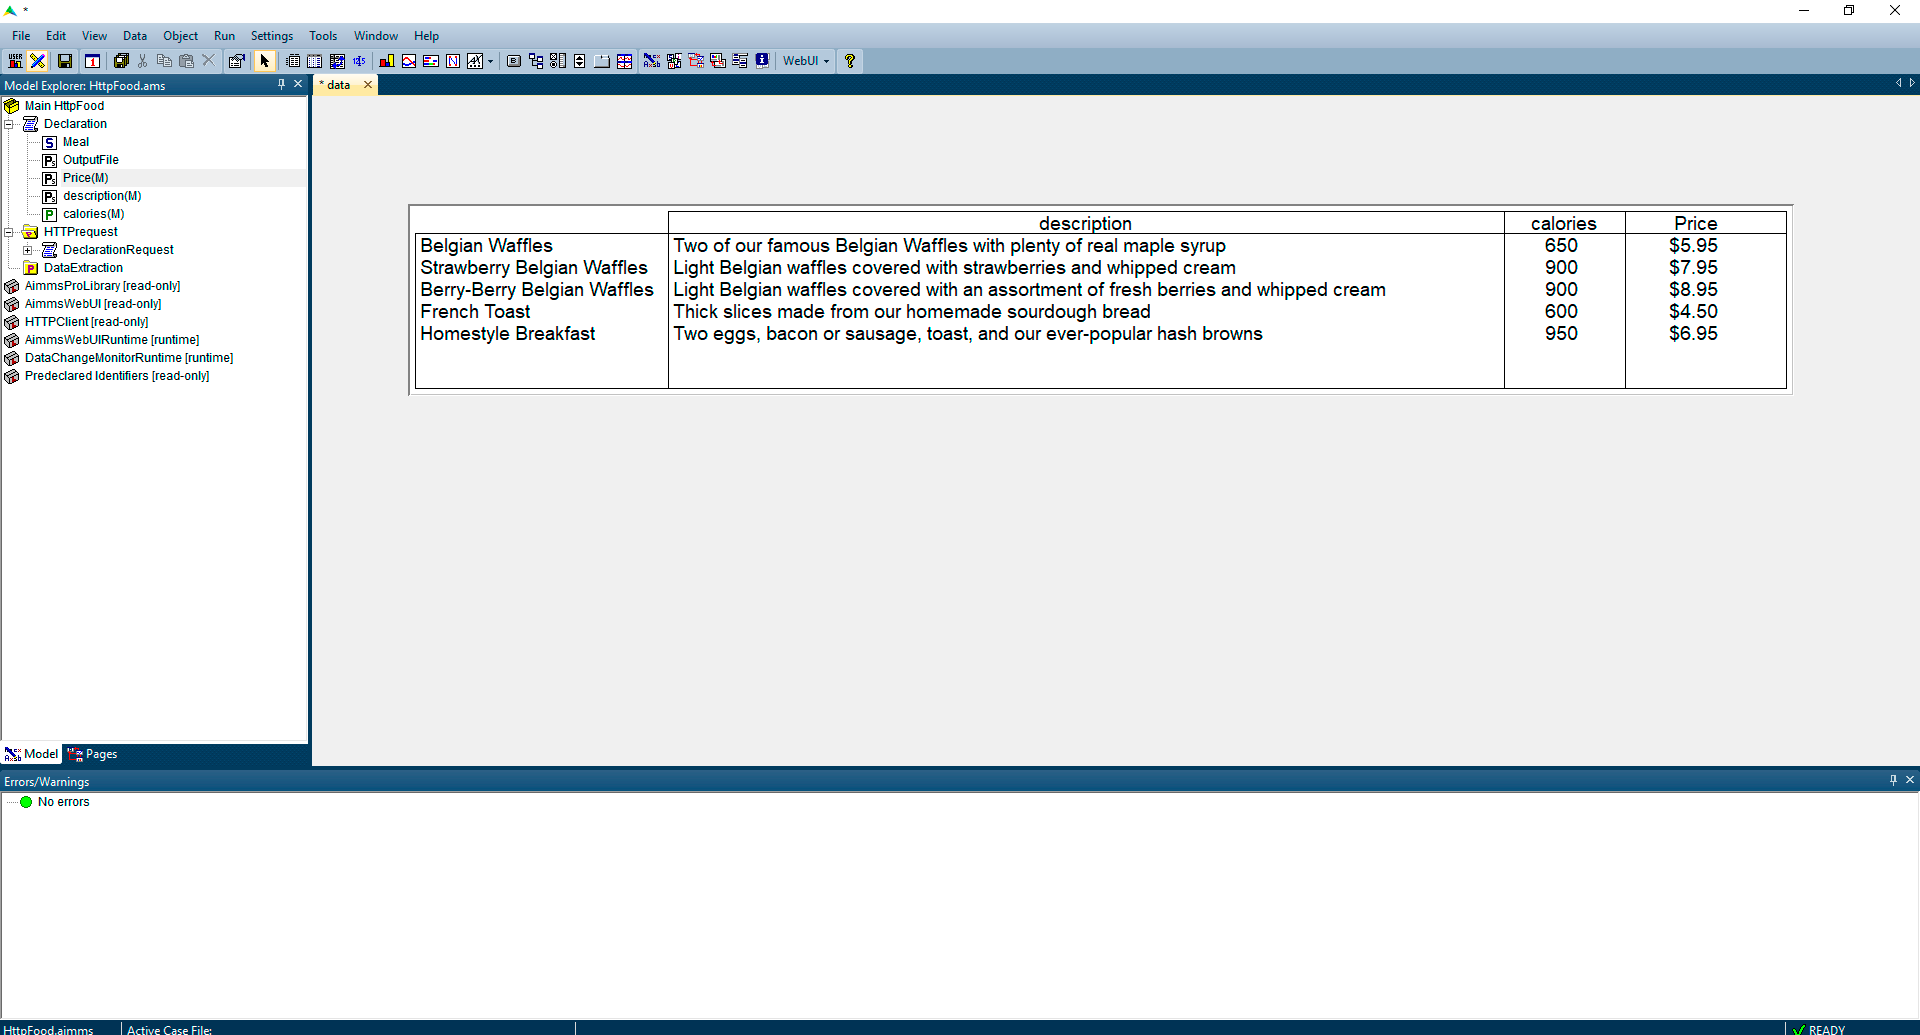 *
File Edit View Data Object Run Settings Tools Window Help
WebUI
Model Explorer: HttpFood.ams
Main HttpFood
Declaration
Meal
OutputFile
Price(M)
description(M)
calories(M)
HTTPrequest
DeclarationRequest
DataExtraction
AimmsProLibrary [read-only]
AimmsWebUI [read-only]
HTTPClient [read-only]
AimmsWebUIRuntime [runtime]
DataChangeMonitorRuntime [runtime]
Predeclared Identifiers [read-only]
Model Pages
* data
description calories Price
Belgian Waffles Two of our famous Belgian Waffles with plenty of real maple syrup 650 $5.95
Strawberry Belgian Waffles Light Belgian waffles covered with strawberries and whipped cream 900 $7.95
Berry-Berry Belgian Waffles Light Belgian waffles covered with an assortment of fresh berries and whipped cream 900 $8.95
French Toast Thick slices made from our homemade sourdough bread 600 $4.50
Homestyle Breakfast Two eggs, bacon or sausage, toast, and our ever-popular hash browns 950 $6.95
Errors/Warnings
No errors
HttpFood.aimms Active Case File: READY